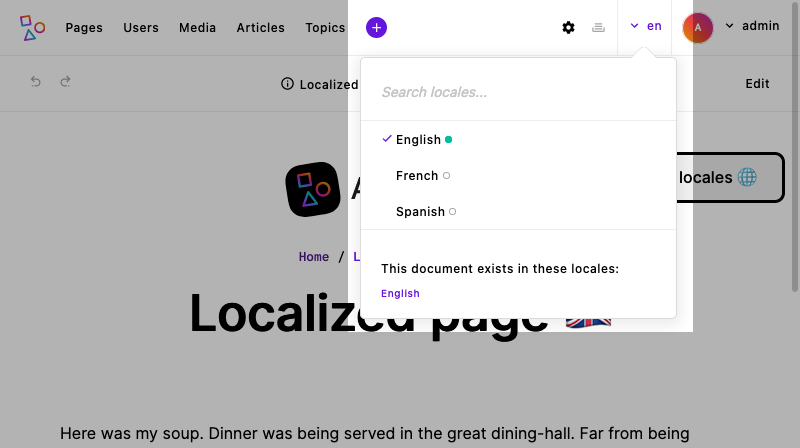 Pages Users Media Articles Topics + en A admin
Localized Edit
Search locales...
English
French
Spanish
locales
Home / L
This document exists in these locales:
English
Localized page
Here was my soup. Dinner was being served in the great dining-hall. Far from being